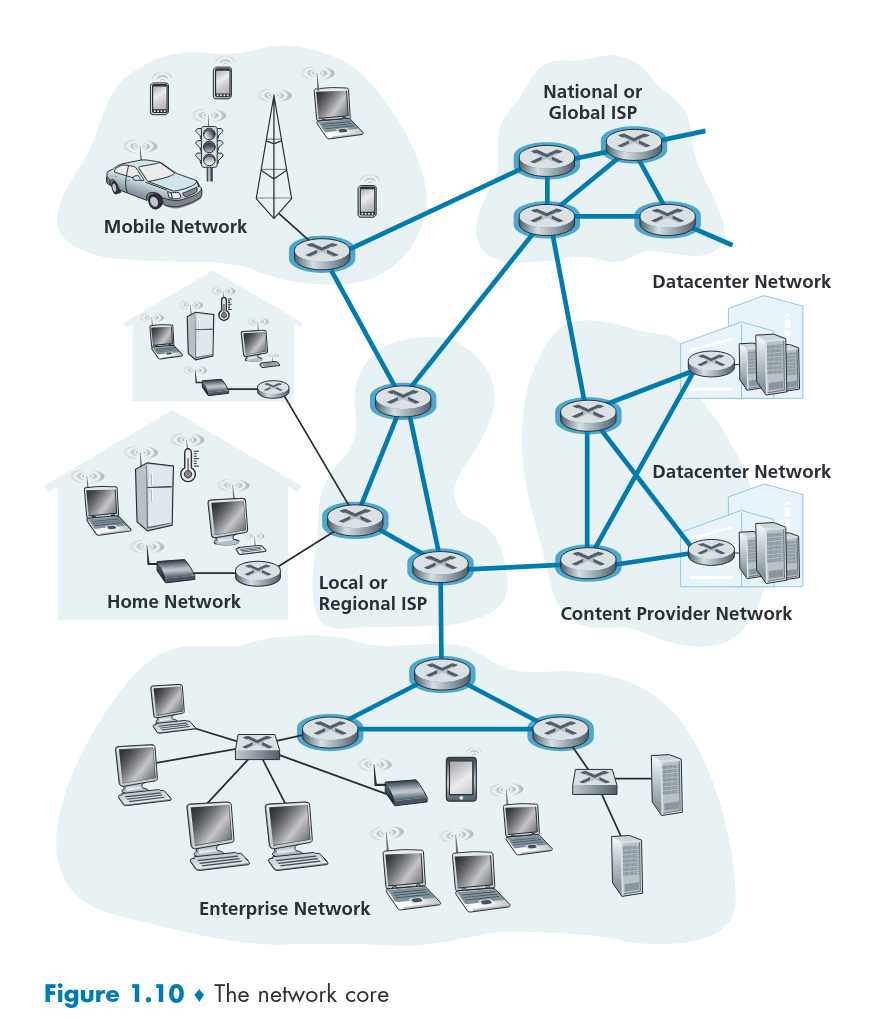 National or
Global ISP
Mobile Network
Datacenter Network
Datacenter Network
Home Network
Local or
Regional ISP
Content Provider Network
Enterprise Network
Figure 1.10 ♦ The network core